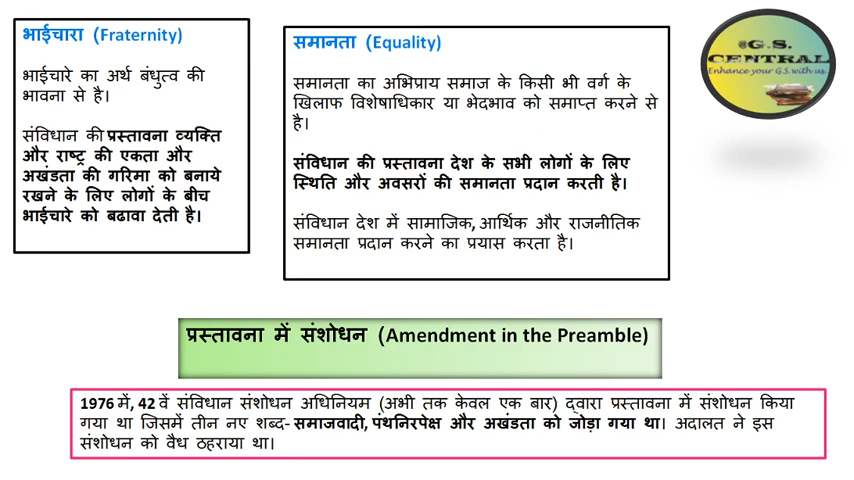 भाईचारा (Fraternity)
भाईचारे का अर्थ बंधुत्व की
भावना से है।
संविधान की प्रस्तावना व्यक्ति
और राष्ट्र की एकता और
अखंडता की गरिमा को बनाये
रखने के लिए लोगों के बीच
भाईचारे को बढावा देती है।
समानता (Equality)
समानता का अभिप्राय समाज के किसी भी वर्ग के
खिलाफ विशेषाधिकार या भेदभाव को समाप्त करने से
है।
संविधान की प्रस्तावना देश के सभी लोगों के लिए
स्थिति और अवसरों की समानता प्रदान करती है।
संविधान देश में सामाजिक, आर्थिक और राजनीतिक
समानता प्रदान करने का प्रयास करता है।
G.S.
CENTRAL
Enhance your G.S. with us.
प्रस्तावना में संशोधन (Amendment in the Preamble)
1976 में, 42 वें संविधान संशोधन अधिनियम (अभी तक केवल एक बार) द्वारा प्रस्तावना में संशोधन किया
गया था जिसमें तीन नए शब्द- समाजवादी, पंथनिरपेक्ष और अखंडता को जोड़ा गया था। अदालत ने इस
संशोधन को वैध ठहराया था।